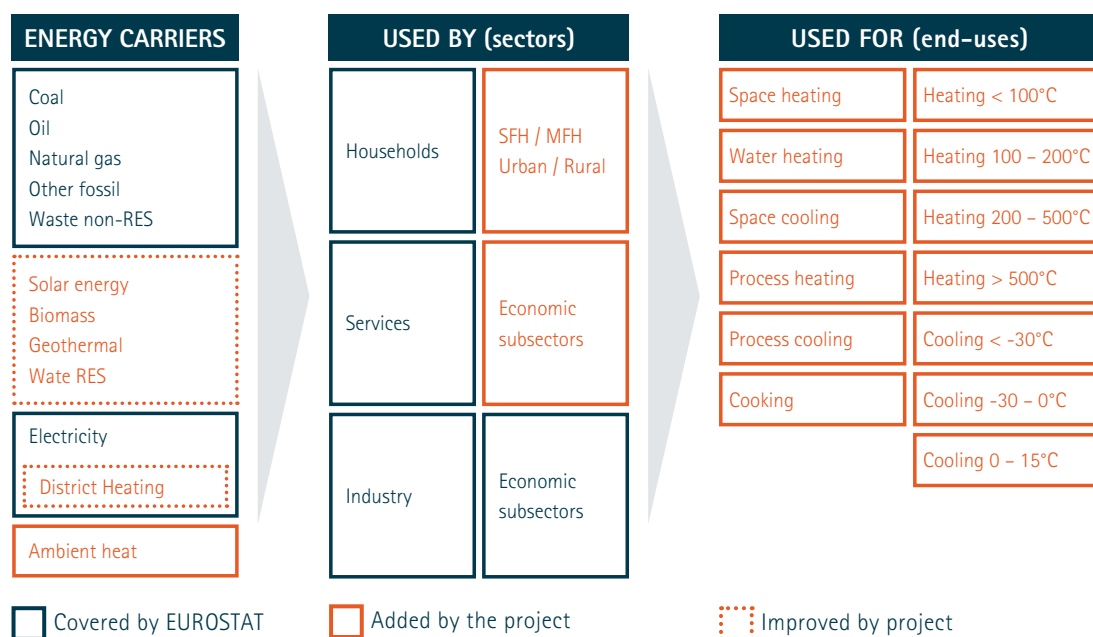 ENERGY CARRIERS
Coal
Oil
Natural gas
Other fossil
Waste non-RES
Solar energy
Biomass
Geothermal
Wate RES
Electricity
District Heating
Ambient heat
USED BY (sectors)
Households
SFH / MFH
Urban / Rural
Services
Economic
subsectors
Industry
Economic
subsectors
USED FOR (end-uses)
Space heating
Heating < 100°C
Water heating
Heating 100 – 200°C
Space cooling
Heating 200 – 500°C
Process heating
Heating > 500°C
Process cooling
Cooling < -30°C
Cooking
Cooling -30 – 0°C
Cooling 0 – 15°C
Covered by EUROSTAT
Added by the project
Improved by project